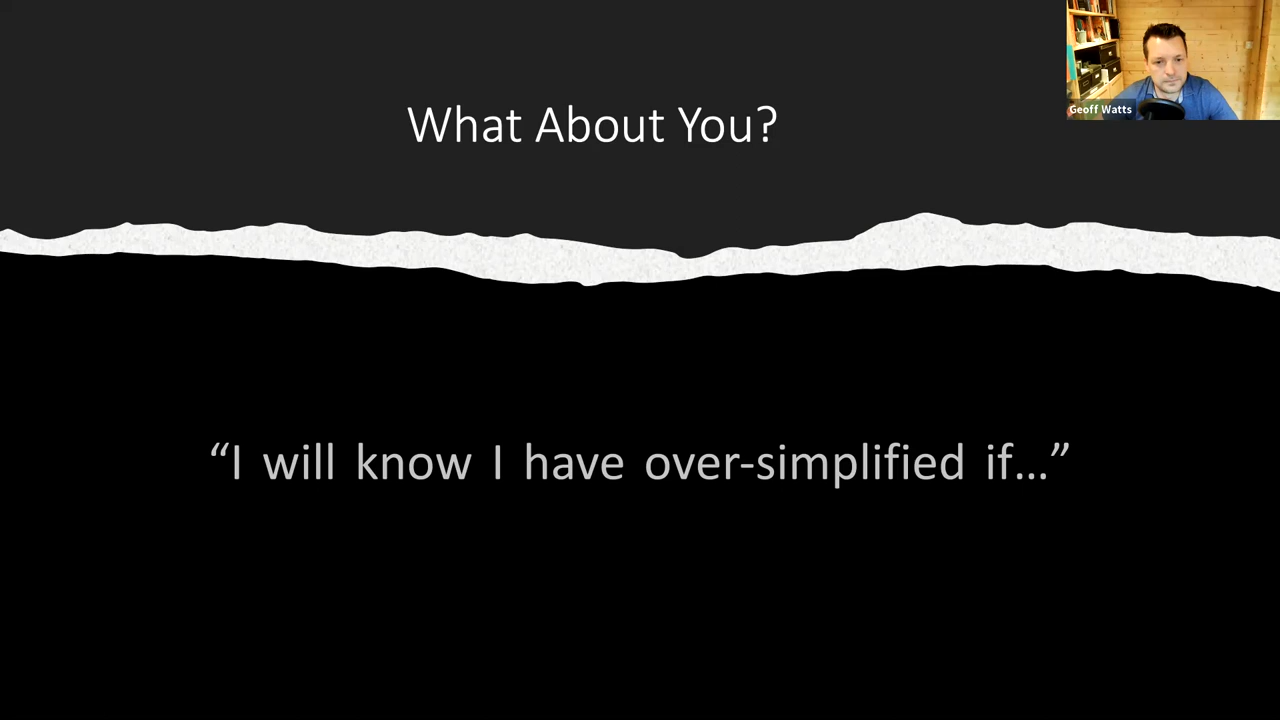 What About You?
Geoff Watts
“I will know I have over-simplified if…”